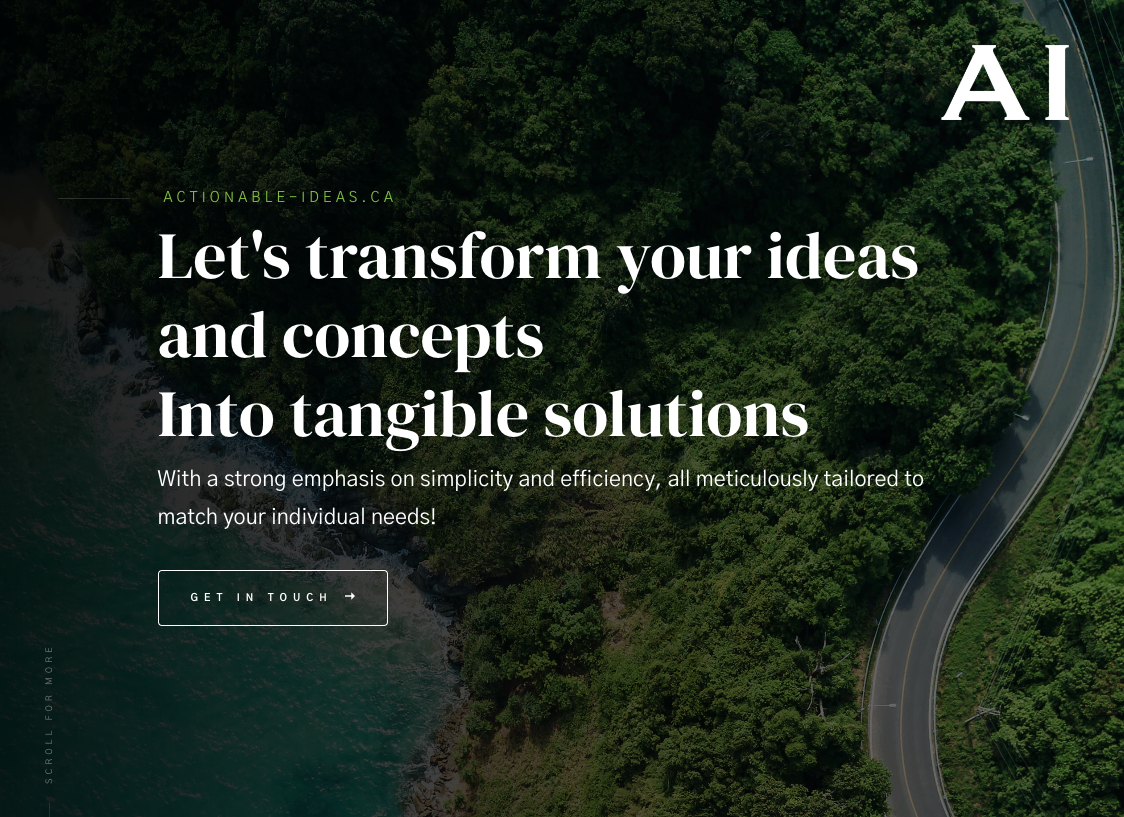 AI
ACTIONABLE-IDEAS.CA
Let's transform your ideas
and concepts
Into tangible solutions
With a strong emphasis on simplicity and efficiency, all meticulously tailored to
match your individual needs!
GET IN TOUCH →
SCROLL FOR MORE